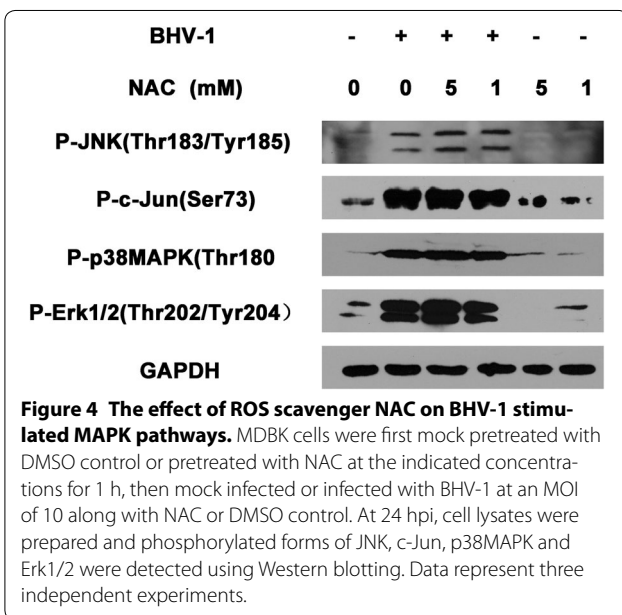 BHV-1 - + + + - -
NAC (mM) 0 0 5 1 5 1
P-JNK(Thr183/Tyr185)
P-c-Jun(Ser73)
P-p38MAPK(Thr180
P-Erk1/2(Thr202/Tyr204）
GAPDH
Figure 4 The effect of ROS scavenger NAC on BHV-1 stimu-
lated MAPK pathways. MDBK cells were first mock pretreated with
DMSO control or pretreated with NAC at the indicated concentra-
tions for 1 h, then mock infected or infected with BHV-1 at an MOI
of 10 along with NAC or DMSO control. At 24 hpi, cell lysates were
prepared and phosphorylated forms of JNK, c-Jun, p38MAPK and
Erk1/2 were detected using Western blotting. Data represent three
independent experiments.